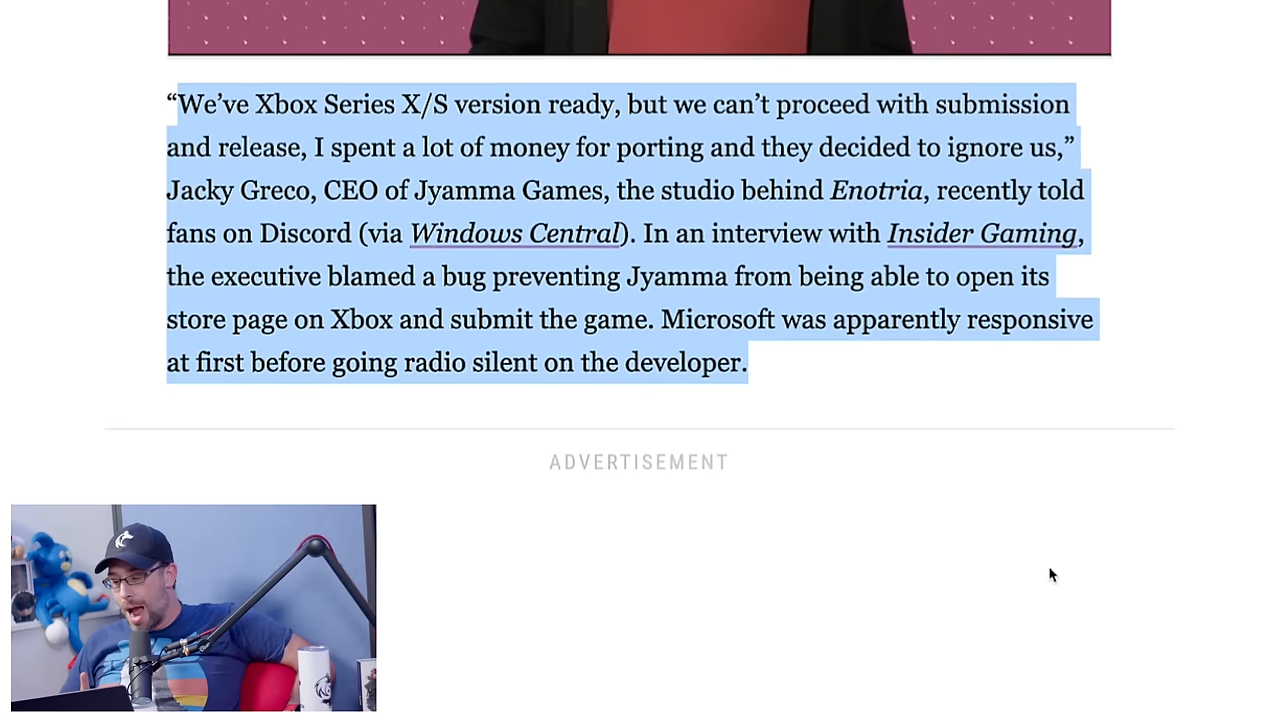 “We’ve Xbox Series X/S version ready, but we can’t proceed with submission
and release, I spent a lot of money for porting and they decided to ignore us,”
Jacky Greco, CEO of Jyamma Games, the studio behind Enotria, recently told
fans on Discord (via Windows Central). In an interview with Insider Gaming,
the executive blamed a bug preventing Jyamma from being able to open its
store page on Xbox and submit the game. Microsoft was apparently responsive
at first before going radio silent on the developer.
ADVERTISEMENT